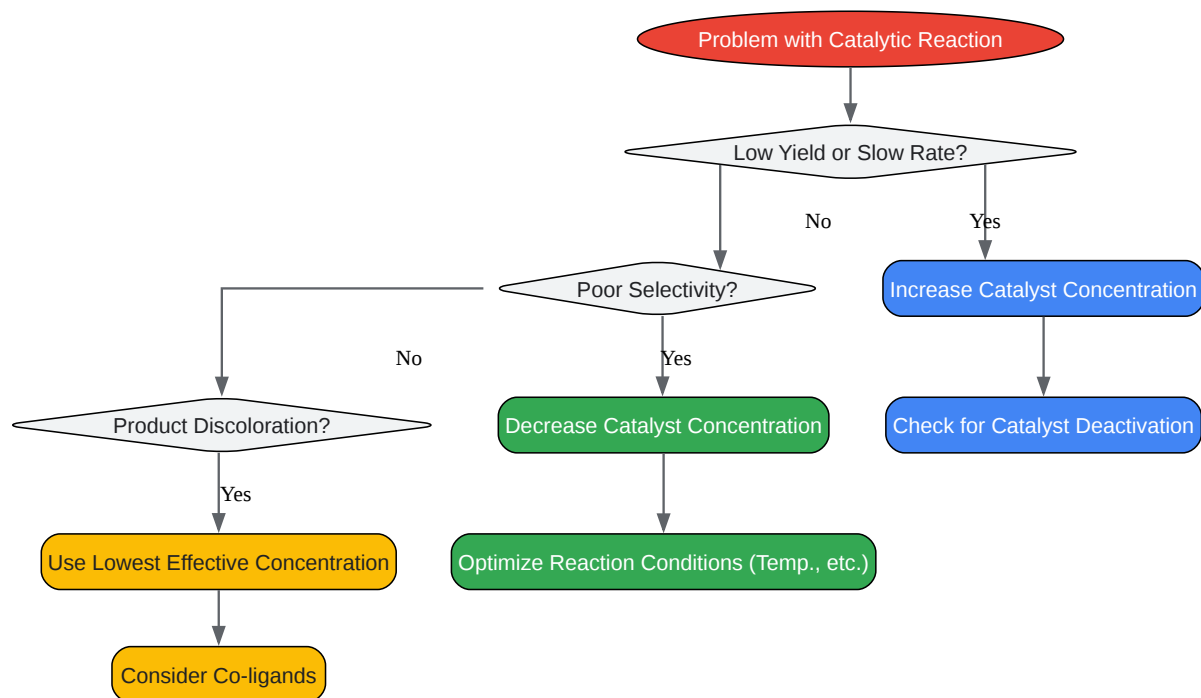 Problem with Catalytic Reaction
Low Yield or Slow Rate?
No
Yes
Poor Selectivity?
Increase Catalyst Concentration
No
Yes
Product Discoloration?
Decrease Catalyst Concentration
Check for Catalyst Deactivation
Yes
Use Lowest Effective Concentration
Optimize Reaction Conditions (Temp., etc.)
Consider Co-ligands